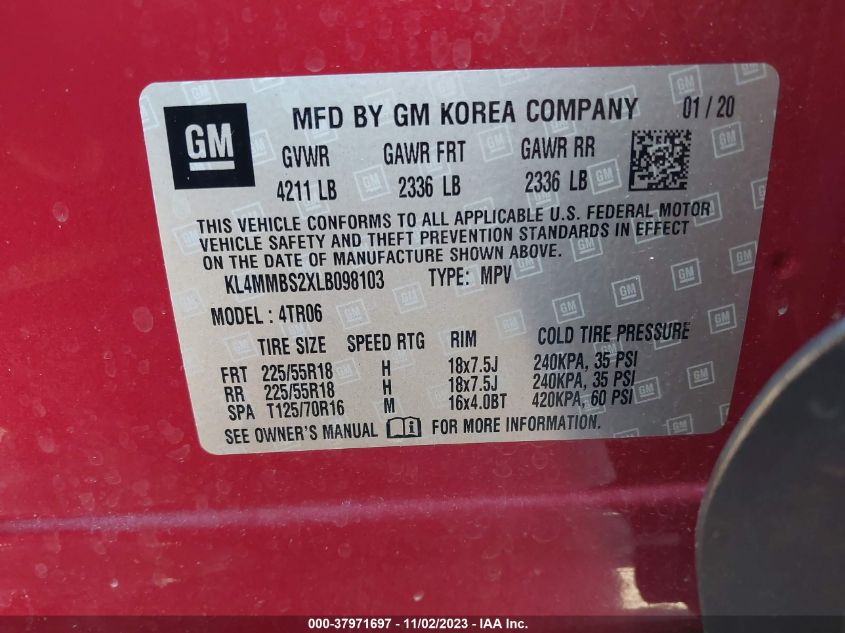 GM
MFD BY GM KOREA COMPANY 01 / 20
GVWR GAWR FRT GAWR RR
4211 LB 2336 LB 2336 LB
THIS VEHICLE CONFORMS TO ALL APPLICABLE U.S. FEDERAL MOTOR
VEHICLE SAFETY AND THEFT PREVENTION STANDARDS IN EFFECT
ON THE DATE OF MANUFACTURE SHOWN ABOVE.
KL4MMBS2XLB098103 TYPE: MPV
MODEL : 4TR06
TIRE SIZE SPEED RTG RIM COLD TIRE PRESSURE
FRT 225/55R18 H 18x7.5J 240KPA, 35 PSI
RR 225/55R18 H 18x7.5J 240KPA, 35 PSI
SPA T125/70R16 M 16x4.0BT 420KPA, 60 PSI
SEE OWNER'S MANUAL FOR MORE INFORMATION.
000-37971697 - 11/02/2023 - IAA Inc.